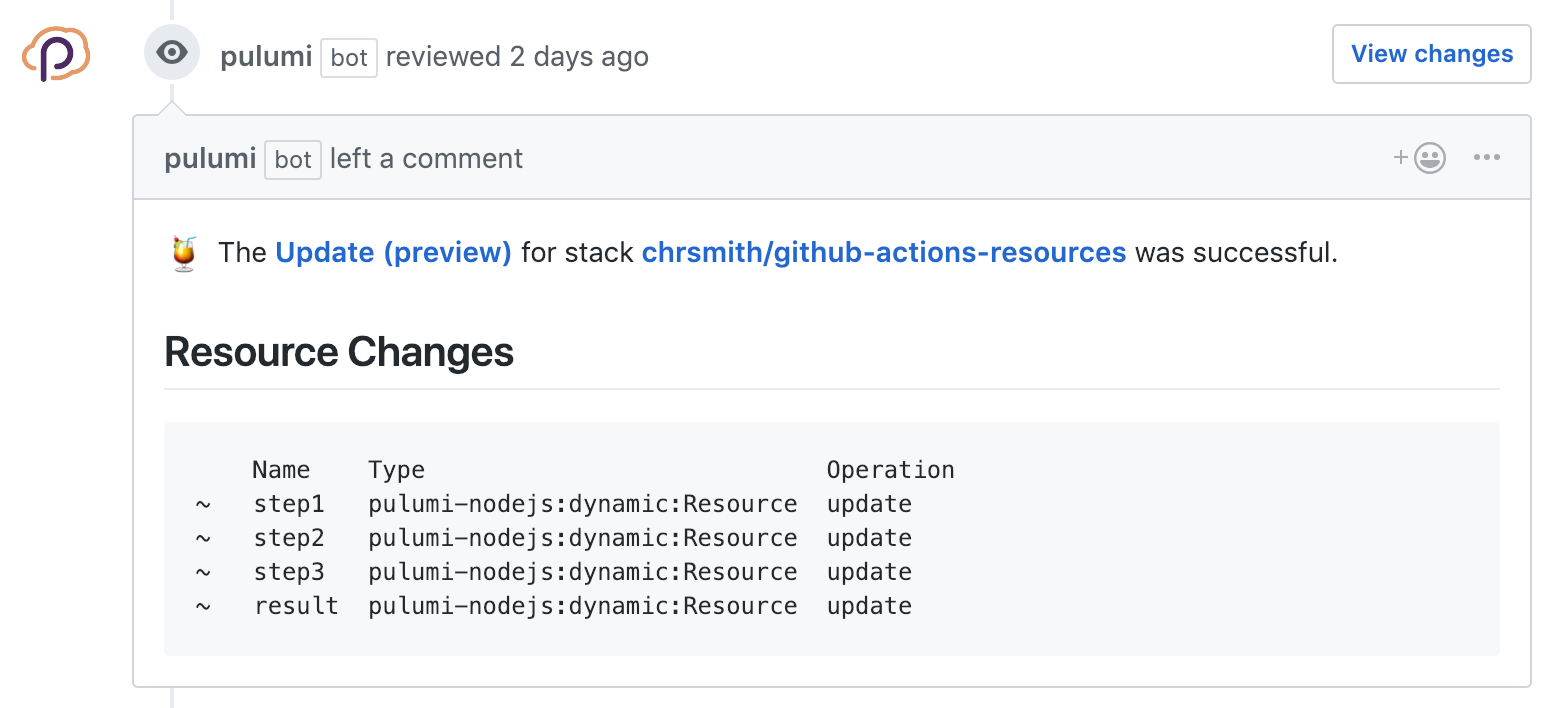 pulumi bot reviewed 2 days ago
View changes
pulumi bot left a comment
The Update (preview) for stack chrsmith/github-actions-resources was successful.
Resource Changes
Name Type Operation
~ step1 pulumi-nodejs:dynamic:Resource update
~ step2 pulumi-nodejs:dynamic:Resource update
~ step3 pulumi-nodejs:dynamic:Resource update
~ result pulumi-nodejs:dynamic:Resource update